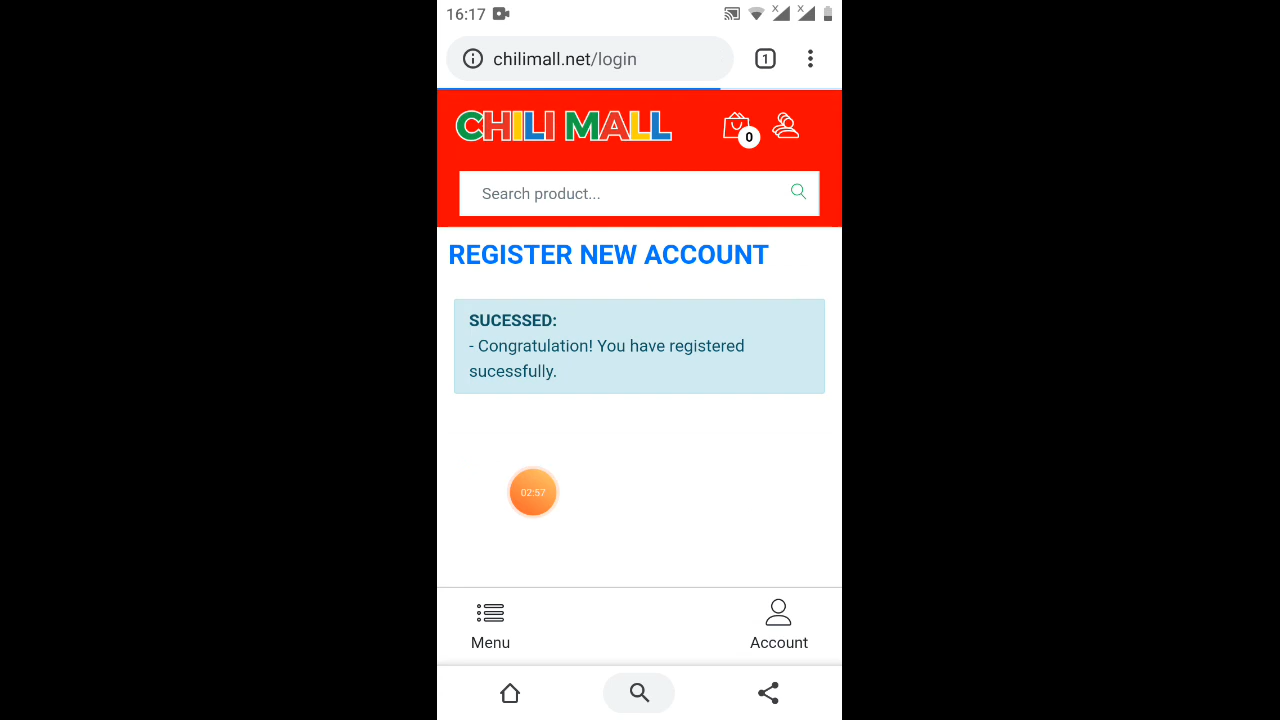 16:17
chilimall.net/login
1
CHILI MALL
0
Search product...
REGISTER NEW ACCOUNT
SUCESSED:
- Congratulation! You have registered
sucessfully.
02:57
Menu
Account